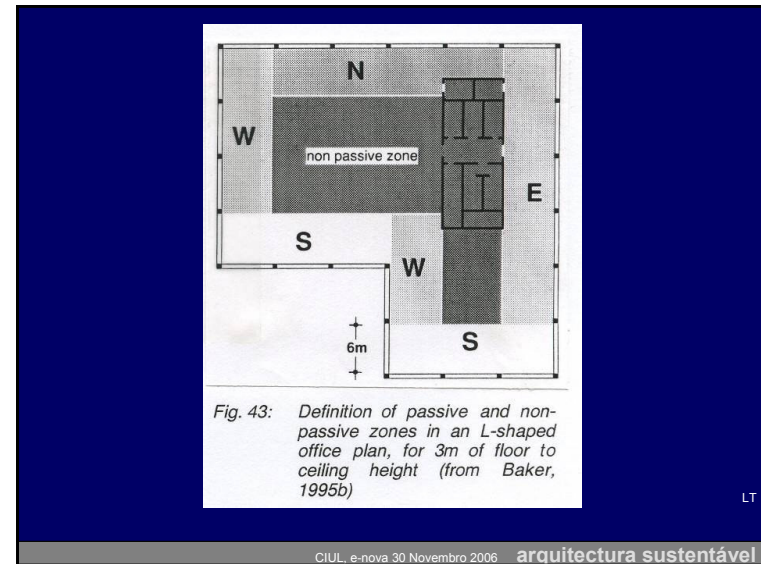 N
W
non passive zone
E
S
W
S
6m
Fig. 43: Definition of passive and non-
passive zones in an L-shaped
office plan, for 3m of floor to
ceiling height (from Baker,
1995b)
LT
CIUL, e-nova 30 Novembro 2006 arquitectura sustentável